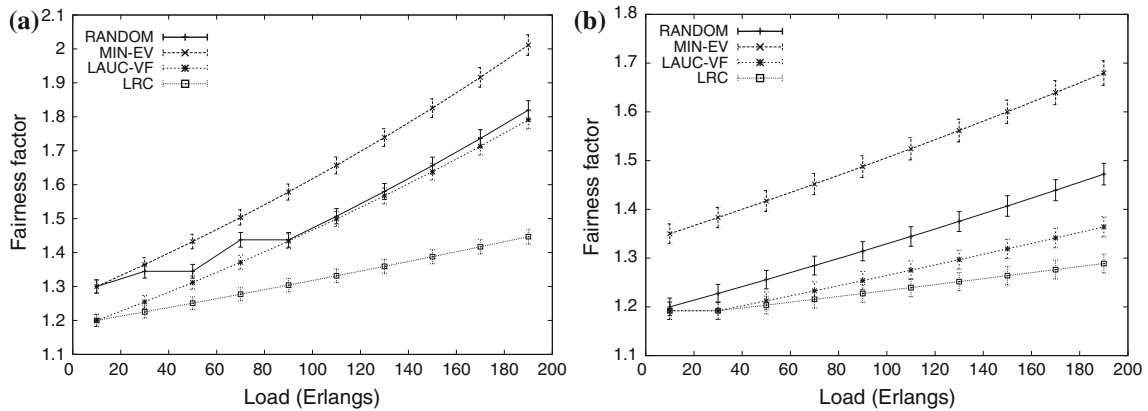 (a)
RANDOM
MIN-EV
LAUC-VF
LRC
Fairness factor
2.1
2
1.9
1.8
1.7
1.6
1.5
1.4
1.3
1.2
1.1
0 20 40 60 80 100 120 140 160 180 200
Load (Erlangs)
(b)
RANDOM
MIN-EV
LAUC-VF
LRC
Fairness factor
1.8
1.7
1.6
1.5
1.4
1.3
1.2
1.1
0 20 40 60 80 100 120 140 160 180 200
Load (Erlangs)